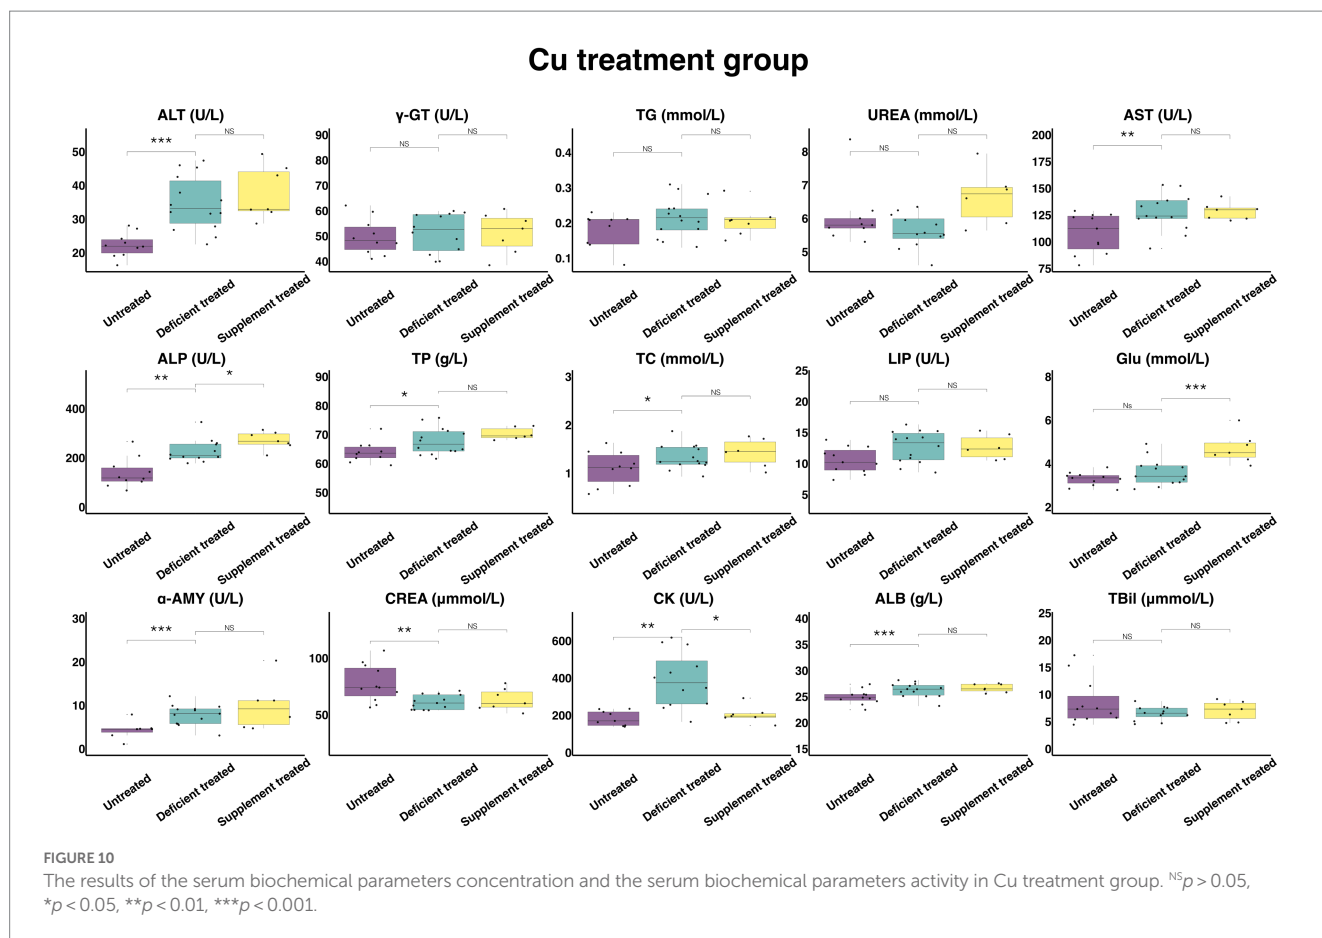 Cu treatment group
ALT (U/L) γ-GT (U/L) TG (mmol/L) UREA (mmol/L) AST (U/L)
*** NS NS NS NS NS NS NS ** NS
50 40 30 20
90 80 70 60 50 40
0.4 0.3 0.2 0.1
8 7 6 5
200 175 150 125 100 75
Untreated Deficient treated Supplement treated
Untreated Deficient treated Supplement treated
Untreated Deficient treated Supplement treated
Untreated Deficient treated Supplement treated
Untreated Deficient treated Supplement treated
ALP (U/L) TP (g/L) TC (mmol/L) LIP (U/L) Glu (mmol/L)
** * * NS * NS NS NS Ns ***
400 200 0
90 80 70 60 50
3 2 1
25 20 15 10 5
8 6 4 2
Untreated Deficient treated Supplement treated
Untreated Deficient treated Supplement treated
Untreated Deficient treated Supplement treated
Untreated Deficient treated Supplement treated
Untreated Deficient treated Supplement treated
α-AMY (U/L) CREA (µmmol/L) CK (U/L) ALB (g/L) TBil (µmmol/L)
*** NS ** NS ** * *** NS NS NS
30 20 10 0
100 50
600 400 200 0
40 35 30 25 20 15
25 20 15 10 5 0
Untreated Deficient treated Supplement treated
Untreated Deficient treated Supplement treated
Untreated Deficient treated Supplement treated
Untreated Deficient treated Supplement treated
Untreated Deficient treated Supplement treated
FIGURE 10
The results of the serum biochemical parameters concentration and the serum biochemical parameters activity in Cu treatment group. NSp > 0.05,
*p < 0.05, **p < 0.01, ***p < 0.001.